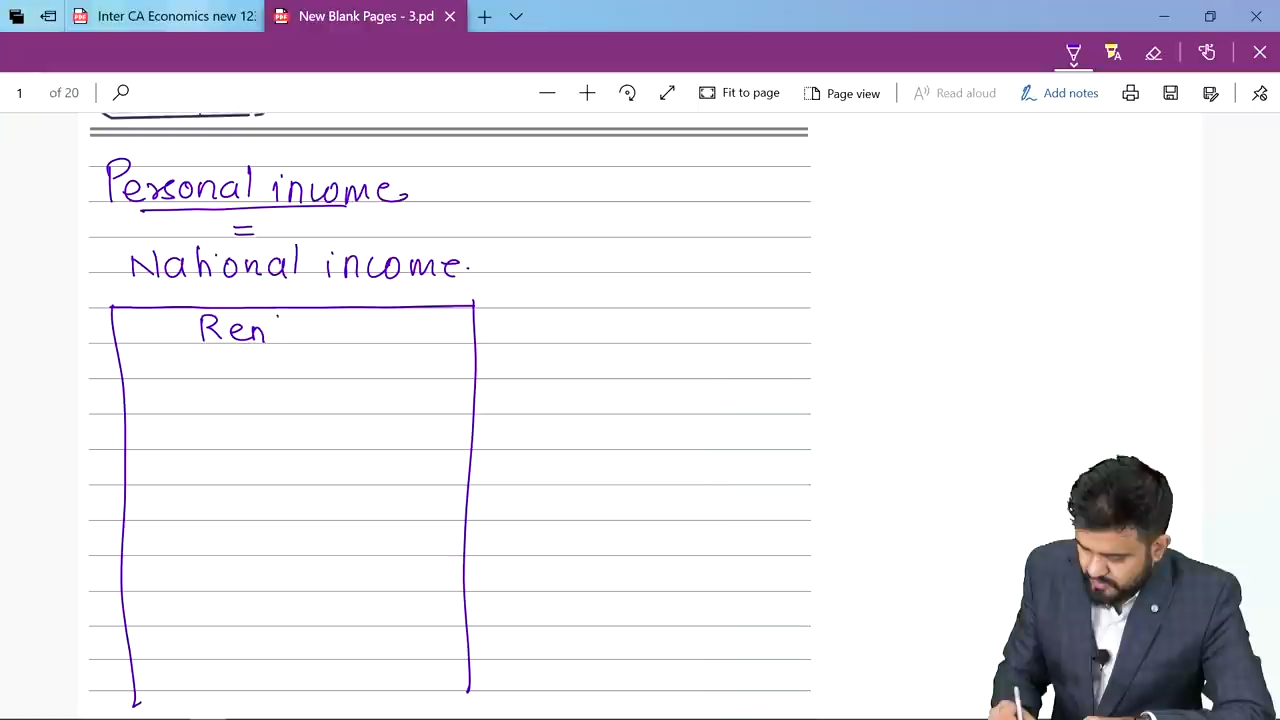 Inter CA Economics new 123
New Blank Pages - 3.pd
1 of 20
Fit to page
Page view
Read aloud
Add notes
Personal income
=
National income.
Ren